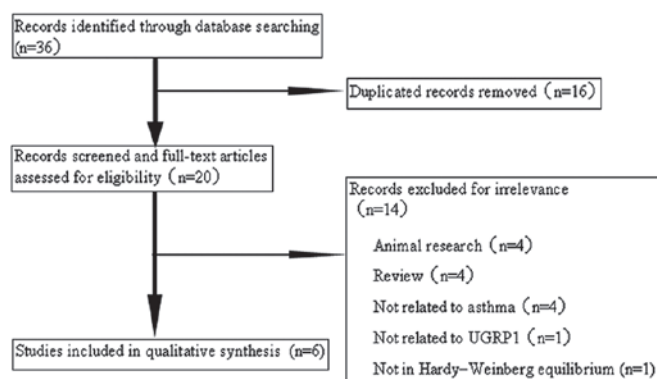 Records identified through database searching
(n=36)
Duplicated records removed (n=16)
Records screened and full-text articles
assessed for eligibility (n=20)
Records excluded for irrelevance
(n=14)
Animal research (n=4)
Review (n=4)
Not related to asthma (n=4)
Not related to UGRP1 (n=1)
Not in Hardy–Weinberg equilibrium (n=1)
Studies included in qualitative synthesis (n=6)